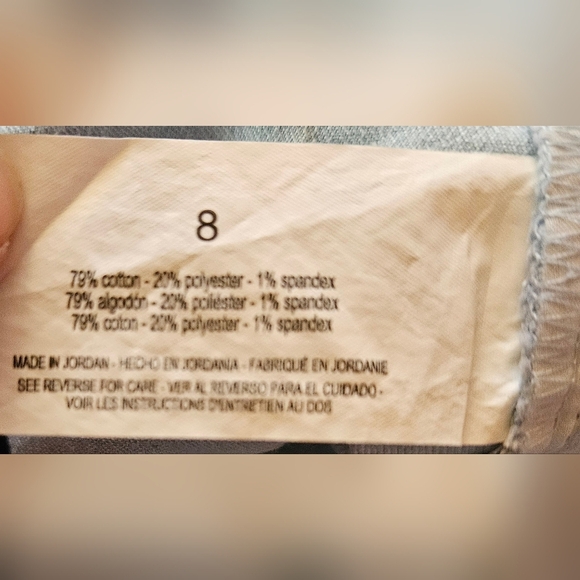 8
79% cotton - 20% polyester - 1% spandex
79% algodón - 20% poliéster - 1% spandex
79% coton - 20% polyester - 1% spandex
MADE IN JORDAN - HECHO EN JORDANIA - FABRIQUÉ EN JORDANIE
SEE REVERSE FOR CARE - VER AL REVERSO PARA EL CUIDADO -
VOIR LES INSTRUCTIONS D'ENTRETIEN AU DOS